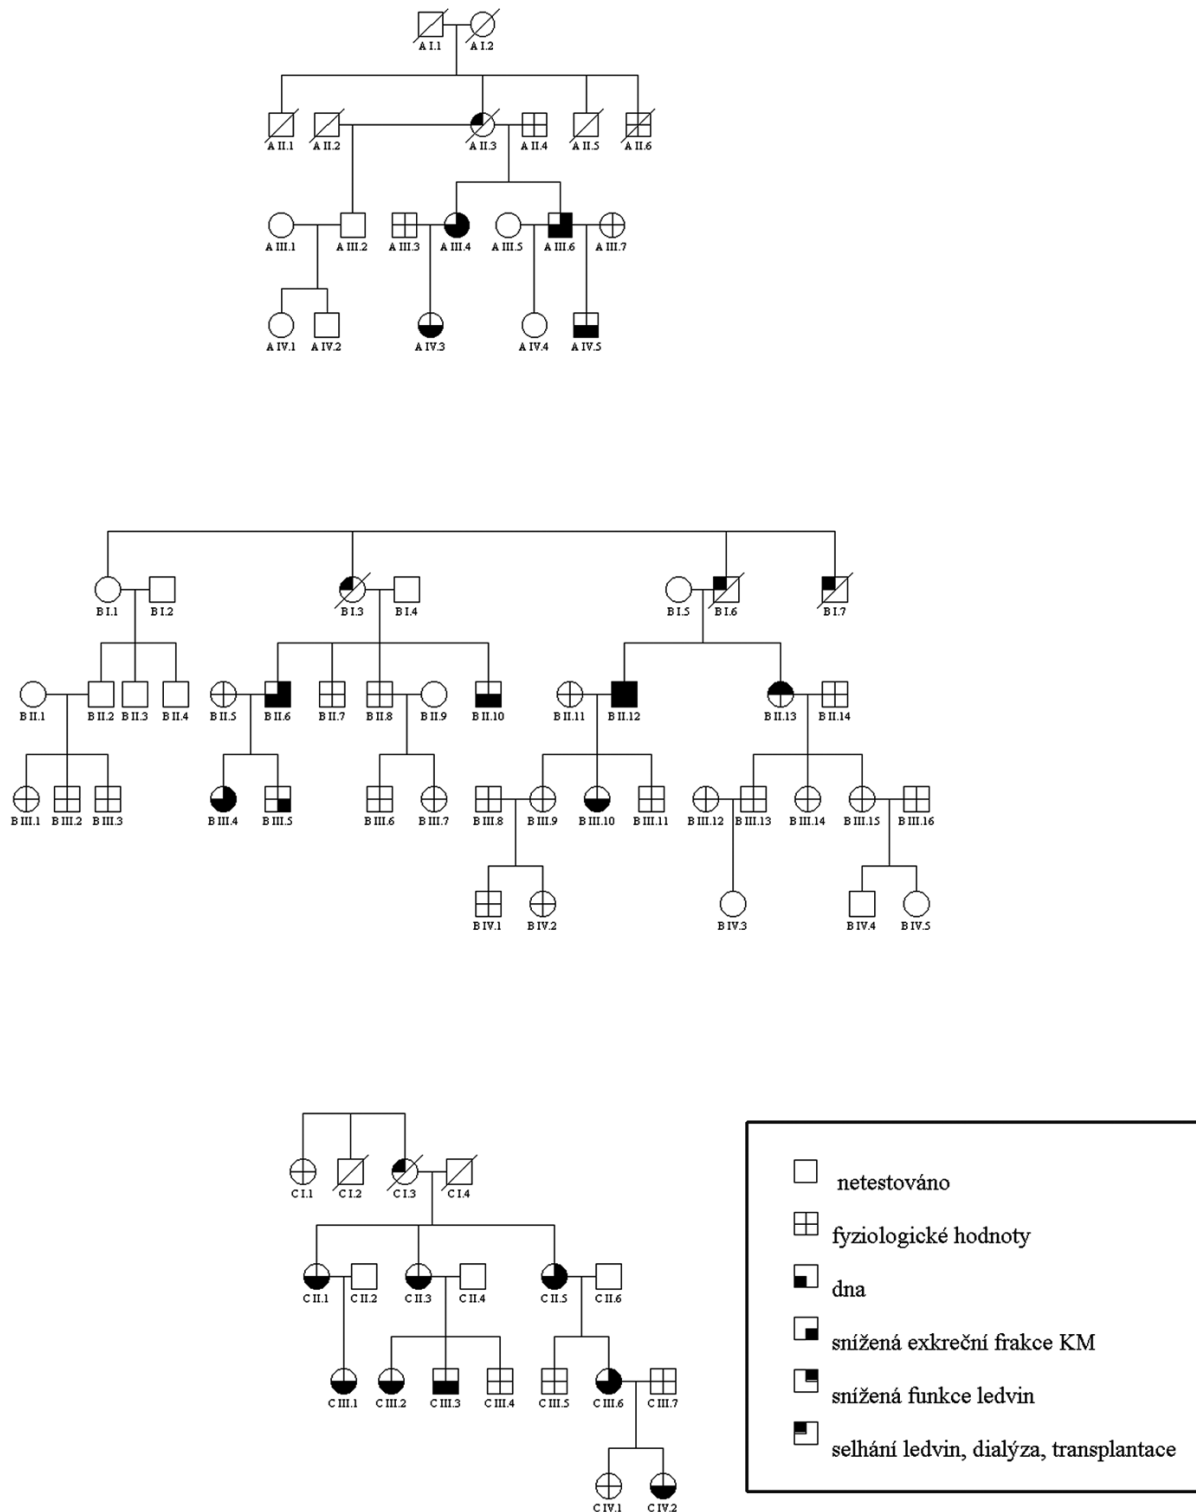 A I.1 A I.2
A II.1 A II.2 A II.3 A II.4 A II.5 A II.6
A III.1 A III.2 A III.3 A III.4 A III.5 A III.6 A III.7
A IV.1 A IV.2 A IV.3 A IV.4 A IV.5
B I.1 B I.2 B I.3 B I.4 B I.5 B I.6 B I.7
B II.1 B II.2 B II.3 B II.4 B II.5 B II.6 B II.7 B II.8 B II.9 B II.10 B II.11 B II.12 B II.13 B II.14
B III.1 B III.2 B III.3 B III.4 B III.5 B III.6 B III.7 B III.8 B III.9 B III.10 B III.11 B III.12 B III.13 B III.14 B III.15 B III.16
B IV.1 B IV.2 B IV.3 B IV.4 B IV.5
C I.1 C I.2 C I.3 C I.4
C II.1 C II.2 C II.3 C II.4 C II.5 C II.6
C III.1 C III.2 C III.3 C III.4 C III.5 C III.6 C III.7
C IV.1 C IV.2
netestováno
fyziologické hodnoty
dna
snížená exkreční frakce KM
snížená funkce ledvin
selhání ledvin, dialýza, transplantace